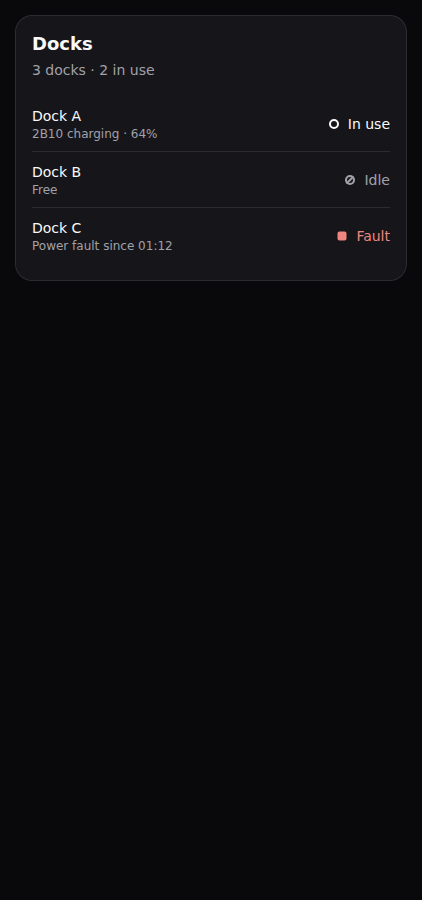 Docks
3 docks · 2 in use
Dock A
2B10 charging · 64%
In use
Dock B
Free
Idle
Dock C
Power fault since 01:12
Fault